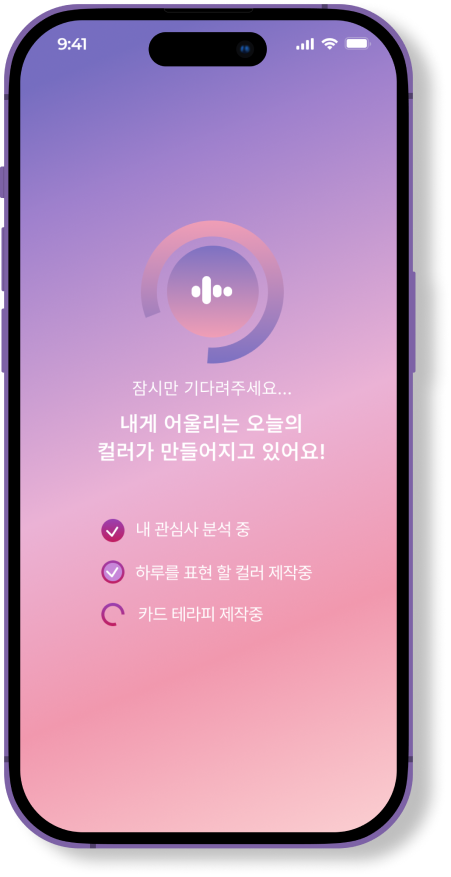 9:41
잠시만 기다려주세요...
내게 어울리는 오늘의
컬러가 만들어지고 있어요!
내 관심사 분석 중
하루를 표현 할 컬러 제작중
카드 테라피 제작중